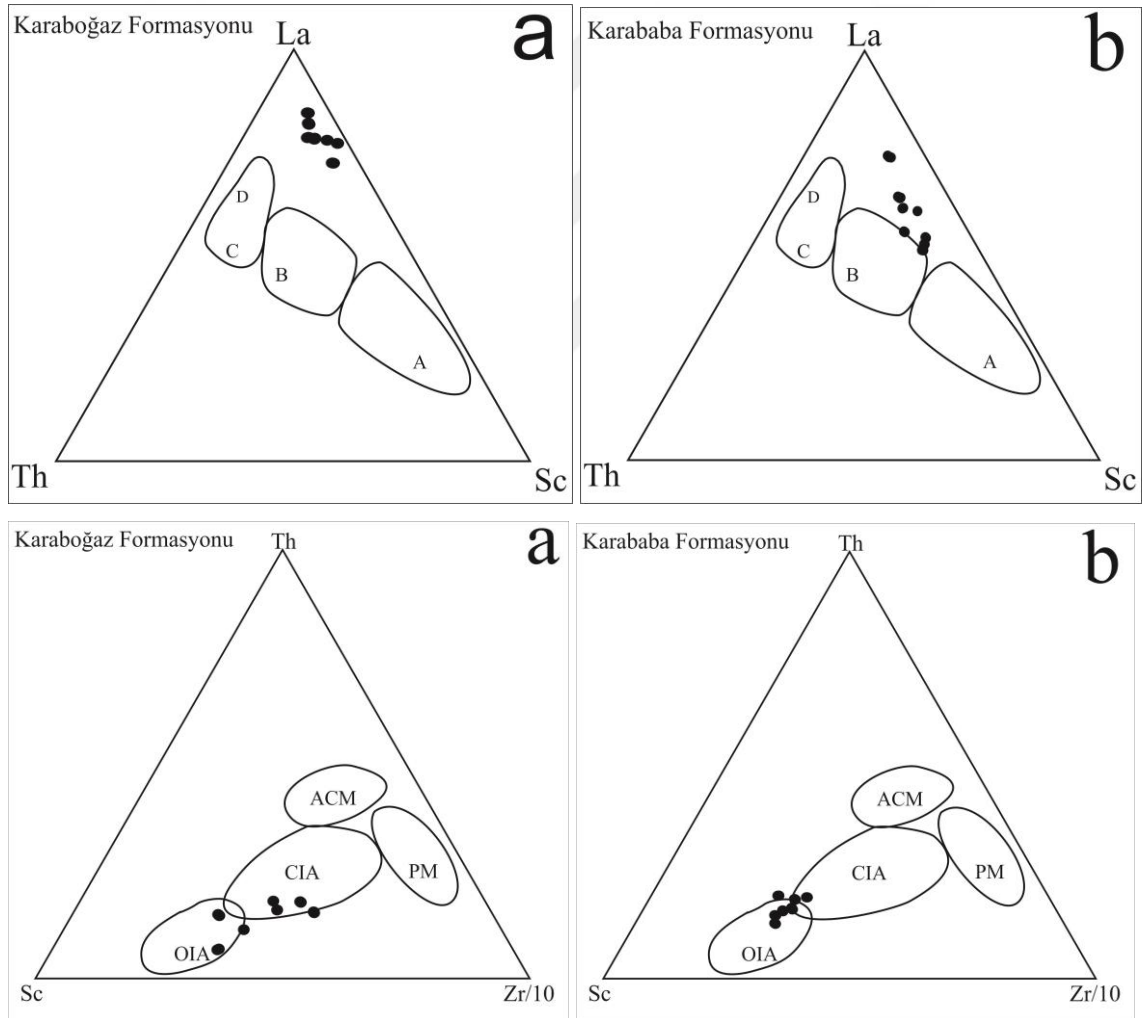 Karaboğaz Formasyonu
a
La
D
C
B
A
Th
Sc
Karababa Formasyonu
b
La
D
C
B
A
Th
Sc
Karaboğaz Formasyonu
a
Th
ACM
CIA
PM
OIA
Sc
Zr/10
Karababa Formasyonu
b
Th
ACM
CIA
PM
OIA
Sc
Zr/10